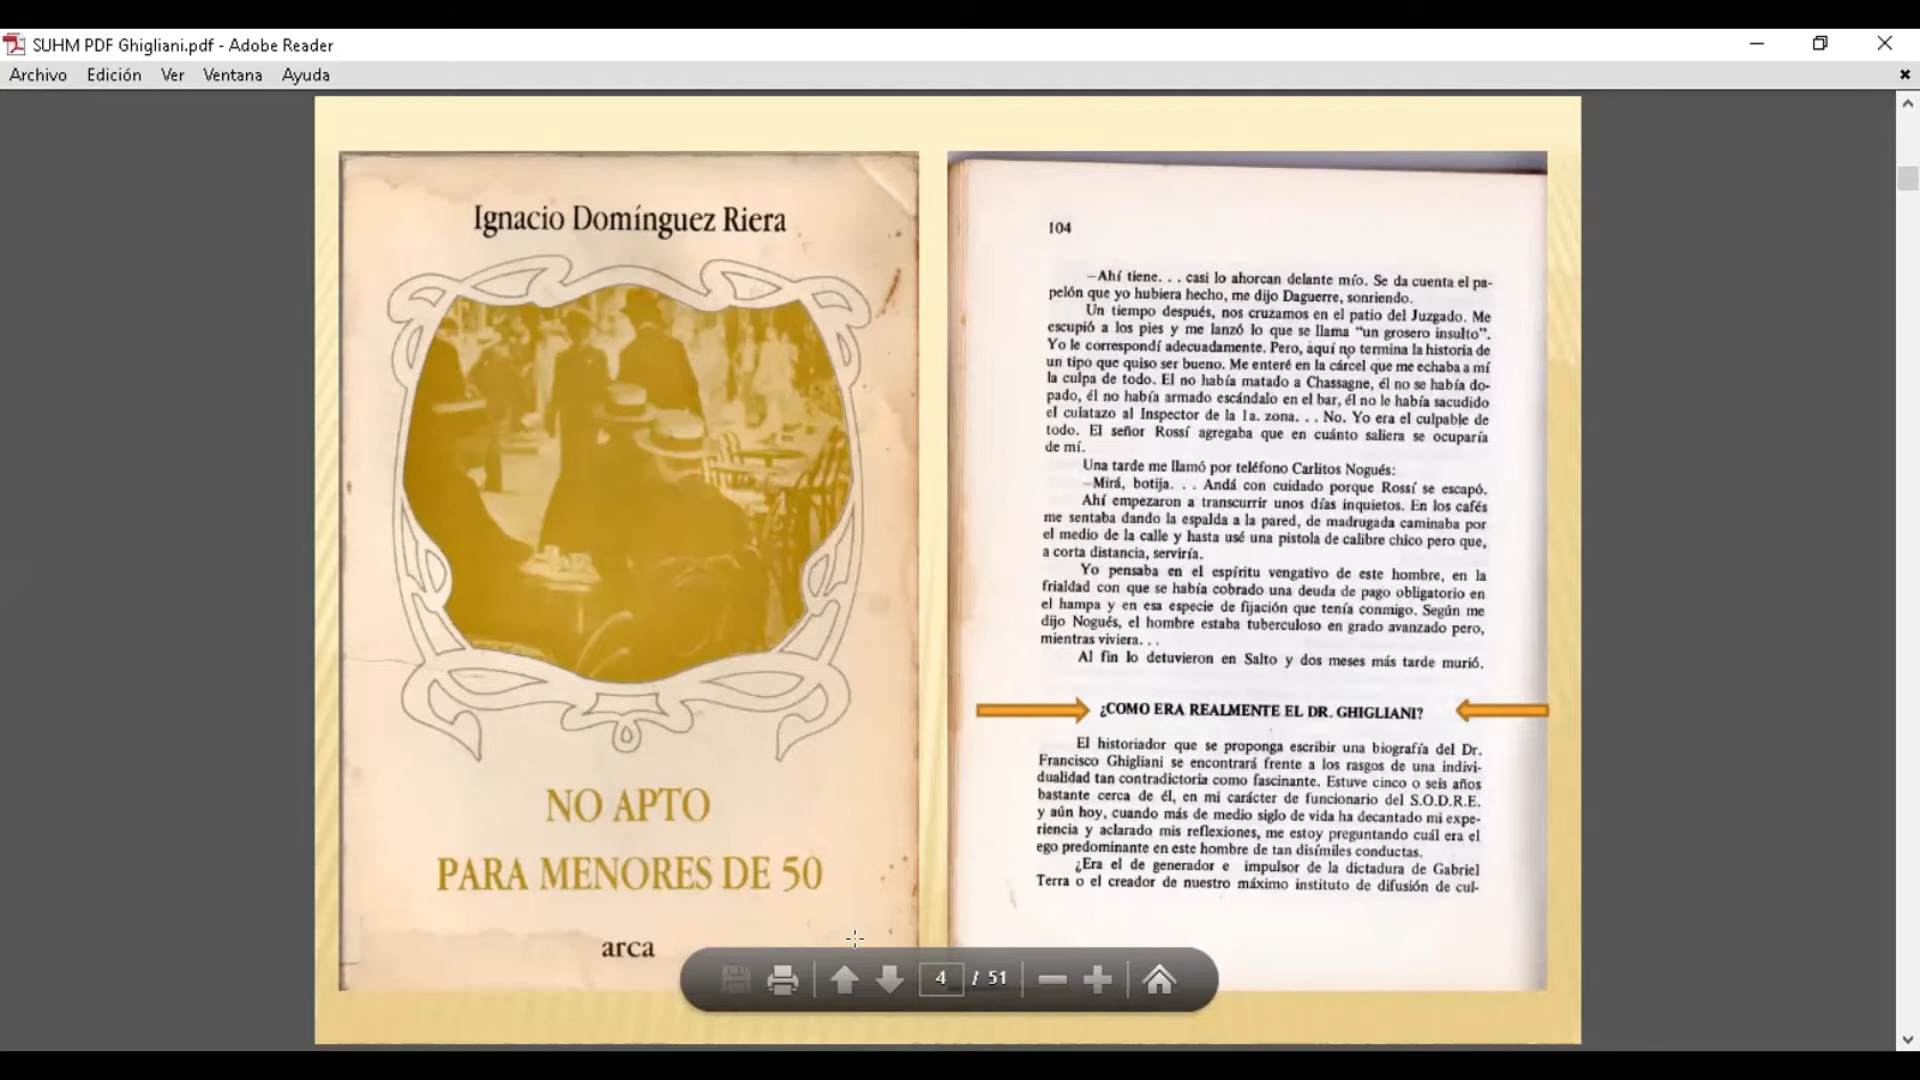 SUHM PDF Ghigliani.pdf - Adobe Reader
Archivo Edición Ver Ventana Ayuda
Ignacio Domínguez Riera
NO APTO
PARA MENORES DE 50
arca
104
—Ahí tiene. . . casi lo ahorcan delante mío. Se da cuenta el pa-
pelón que yo hubiera hecho, me dijo Daguerre, sonriendo.
Un tiempo después, nos cruzamos en el patio del Juzgado. Me
escupió a los pies y me lanzó lo que se llama “un grosero insulto”.
Yo le correspondí adecuadamente. Pero, aquí no termina la historia de
un tipo que quiso ser bueno. Me enteré en la cárcel que me echaba a mí
la culpa de todo. El no había matado a Chassagne, él no se había do-
pado, él no había armado escándalo en el bar, él no le había sacudido
el culatazo al Inspector de la 1a. zona. . . No. Yo era el culpable de
todo. El señor Rossí agregaba que en cuánto saliera se ocuparía
de mí.
Una tarde me llamó por teléfono Carlitos Nogués:
—Mirá, botija. . . Andá con cuidado porque Rossí se escapó.
Ahí empezaron a transcurrir unos días inquietos. En los cafés
me sentaba dando la espalda a la pared, de madrugada caminaba por
el medio de la calle y hasta usé una pistola de calibre chico pero que,
a corta distancia, serviría.
Yo pensaba en el espíritu vengativo de este hombre, en la
frialdad con que se había cobrado una deuda de pago obligatorio en
el hampa y en esa especie de fijación que tenía conmigo. Según me
dijo Nogués, el hombre estaba tuberculoso en grado avanzado pero,
mientras viviera. . .
Al fin lo detuvieron en Salto y dos meses más tarde murió.
¿COMO ERA REALMENTE EL DR. GHIGLIANI?
El historiador que se proponga escribir una biografía del Dr.
Francisco Ghigliani se encontrará frente a los rasgos de una indivi-
dualidad tan contradictoria como fascinante. Estuve cinco o seis años
bastante cerca de él, en mi carácter de funcionario del S.O.D.R.E.
y aún hoy, cuando más de medio siglo de vida ha decantado mi expe-
riencia y aclarado mis reflexiones, me estoy preguntando cuál era el
ego predominante en este hombre de tan disímiles conductas.
¿Era el de generador e impulsor de la dictadura de Gabriel
Terra o el creador de nuestro máximo instituto de difusión de cul-
4 / 51